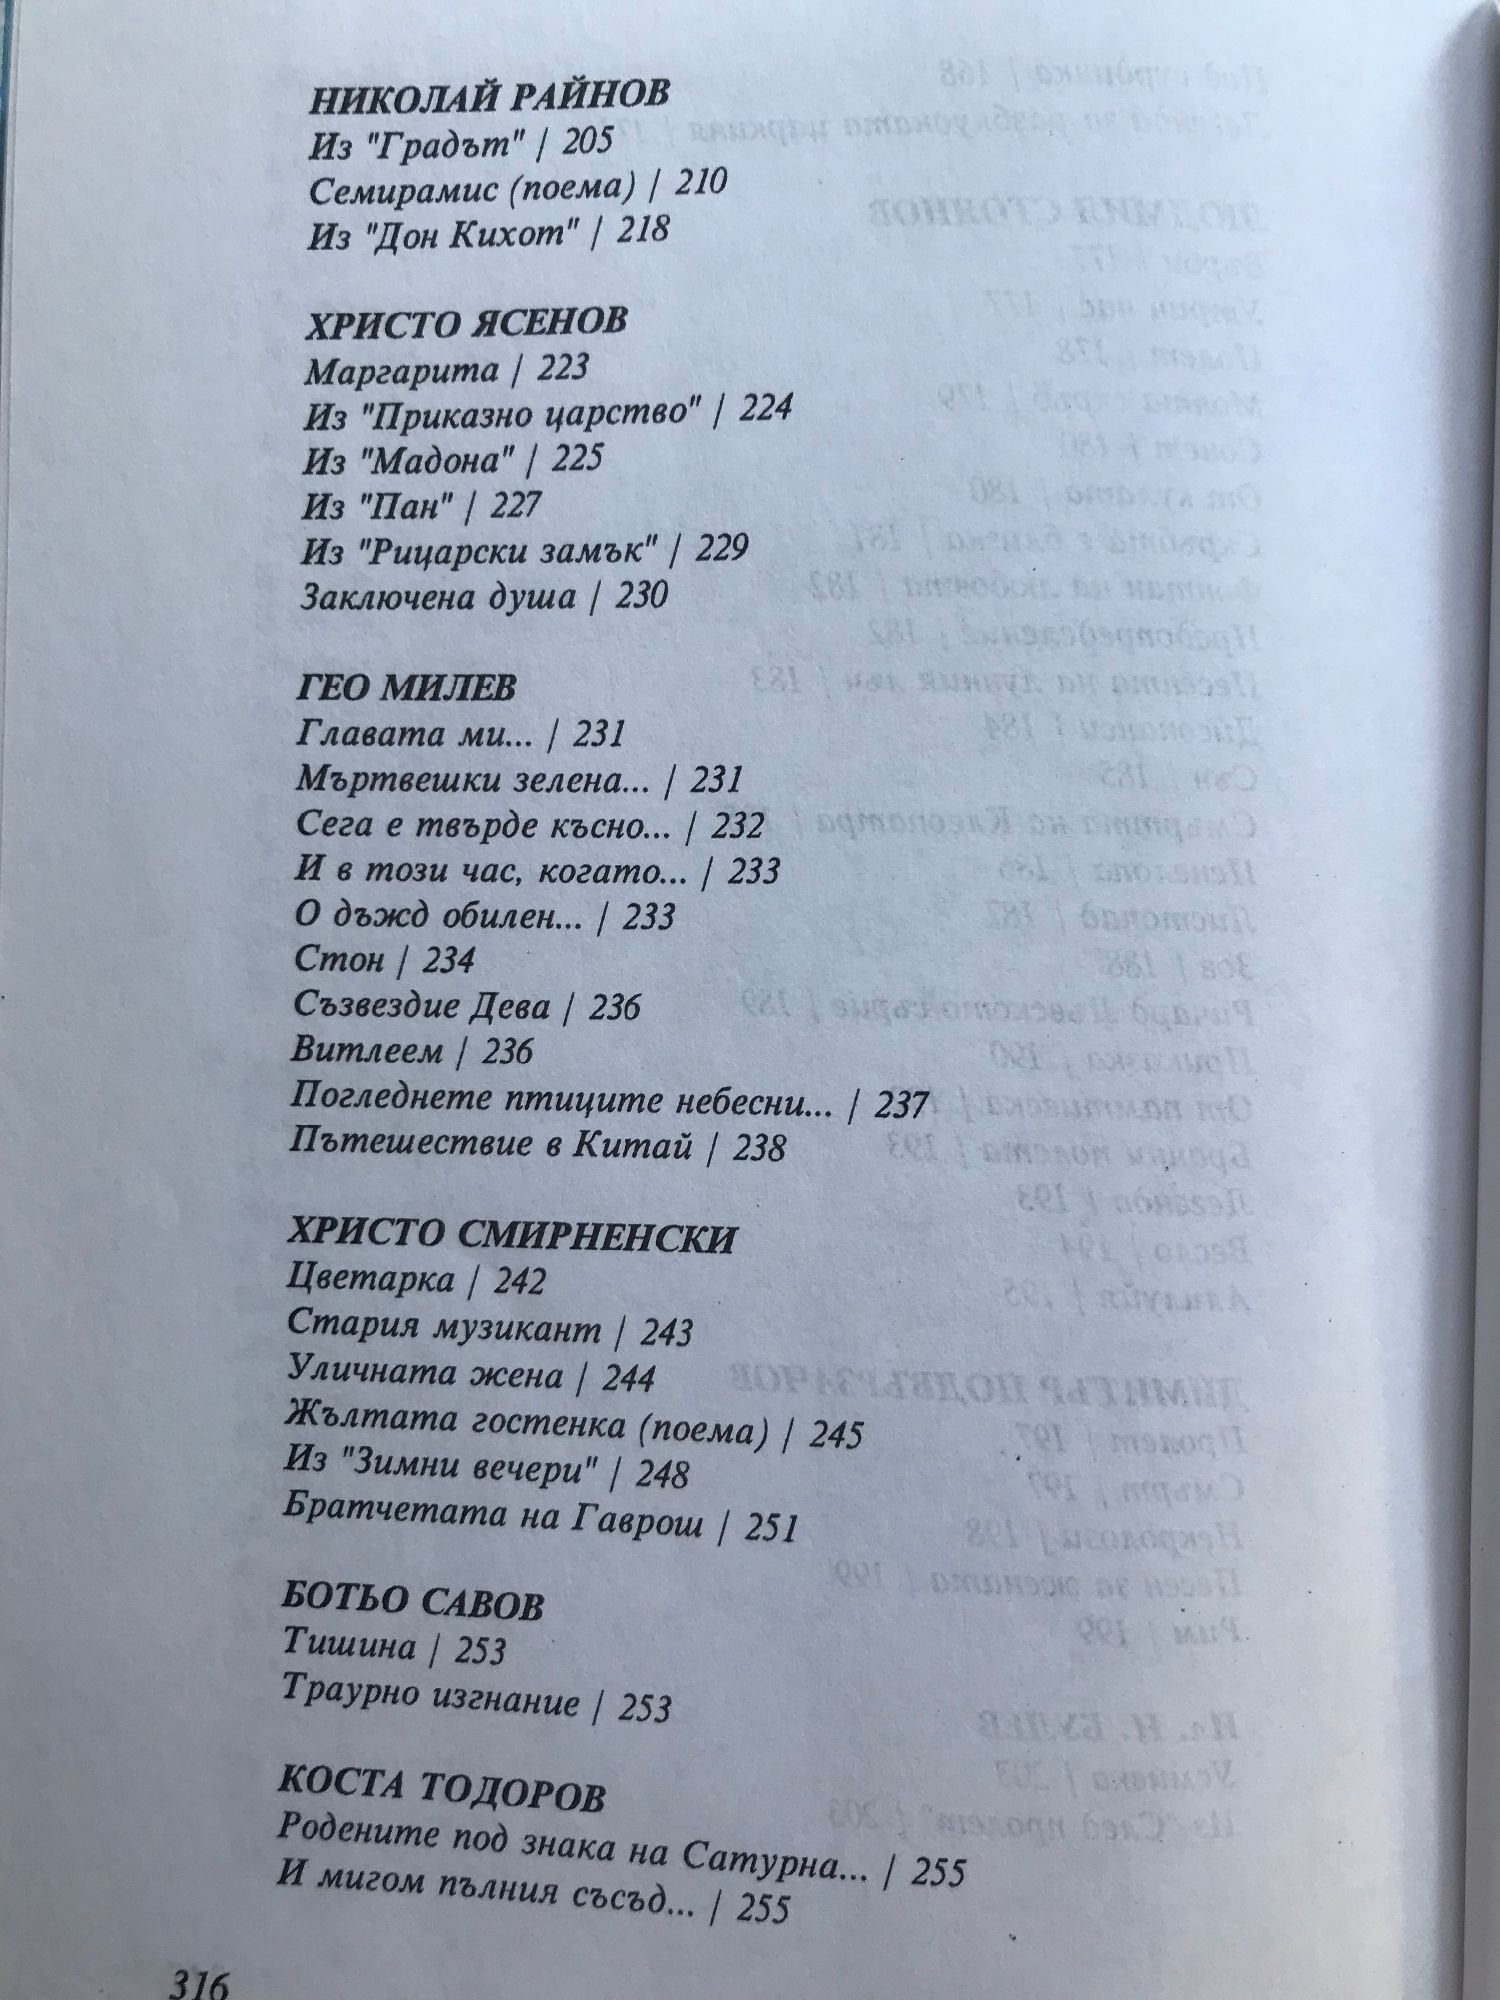 НИКОЛАЙ РАЙНОВ
Из "Градът" | 205
Семирамис (поема) | 210
Из "Дон Кихот" | 218
ХРИСТО ЯСЕНОВ
Маргарита | 223
Из "Приказно царство" | 224
Из "Мадона" | 225
Из "Пан" | 227
Из "Рицарски замък" | 229
Заключена душа | 230
ГЕО МИЛЕВ
Главата ми... | 231
Мъртвешки зелена... | 231
Сега е твърде късно... | 232
И в този час, когато... | 233
О дъжд обилен... | 233
Стон | 234
Съзвездие Дева | 236
Витлеем | 236
Погледнете птиците небесни... | 237
Пътешествие в Китай | 238
ХРИСТО СМИРНЕНСКИ
Цветарка | 242
Стария музикант | 243
Уличната жена | 244
Жълтата гостенка (поема) | 245
Из "Зимни вечери" | 248
Братчетата на Гаврош | 251
БОТЬО САВОВ
Тишина | 253
Траурно изгнание | 253
КОСТА ТОДОРОВ
Родените под знака на Сатурна... | 255
И мигом пълния съсъд... | 255
316